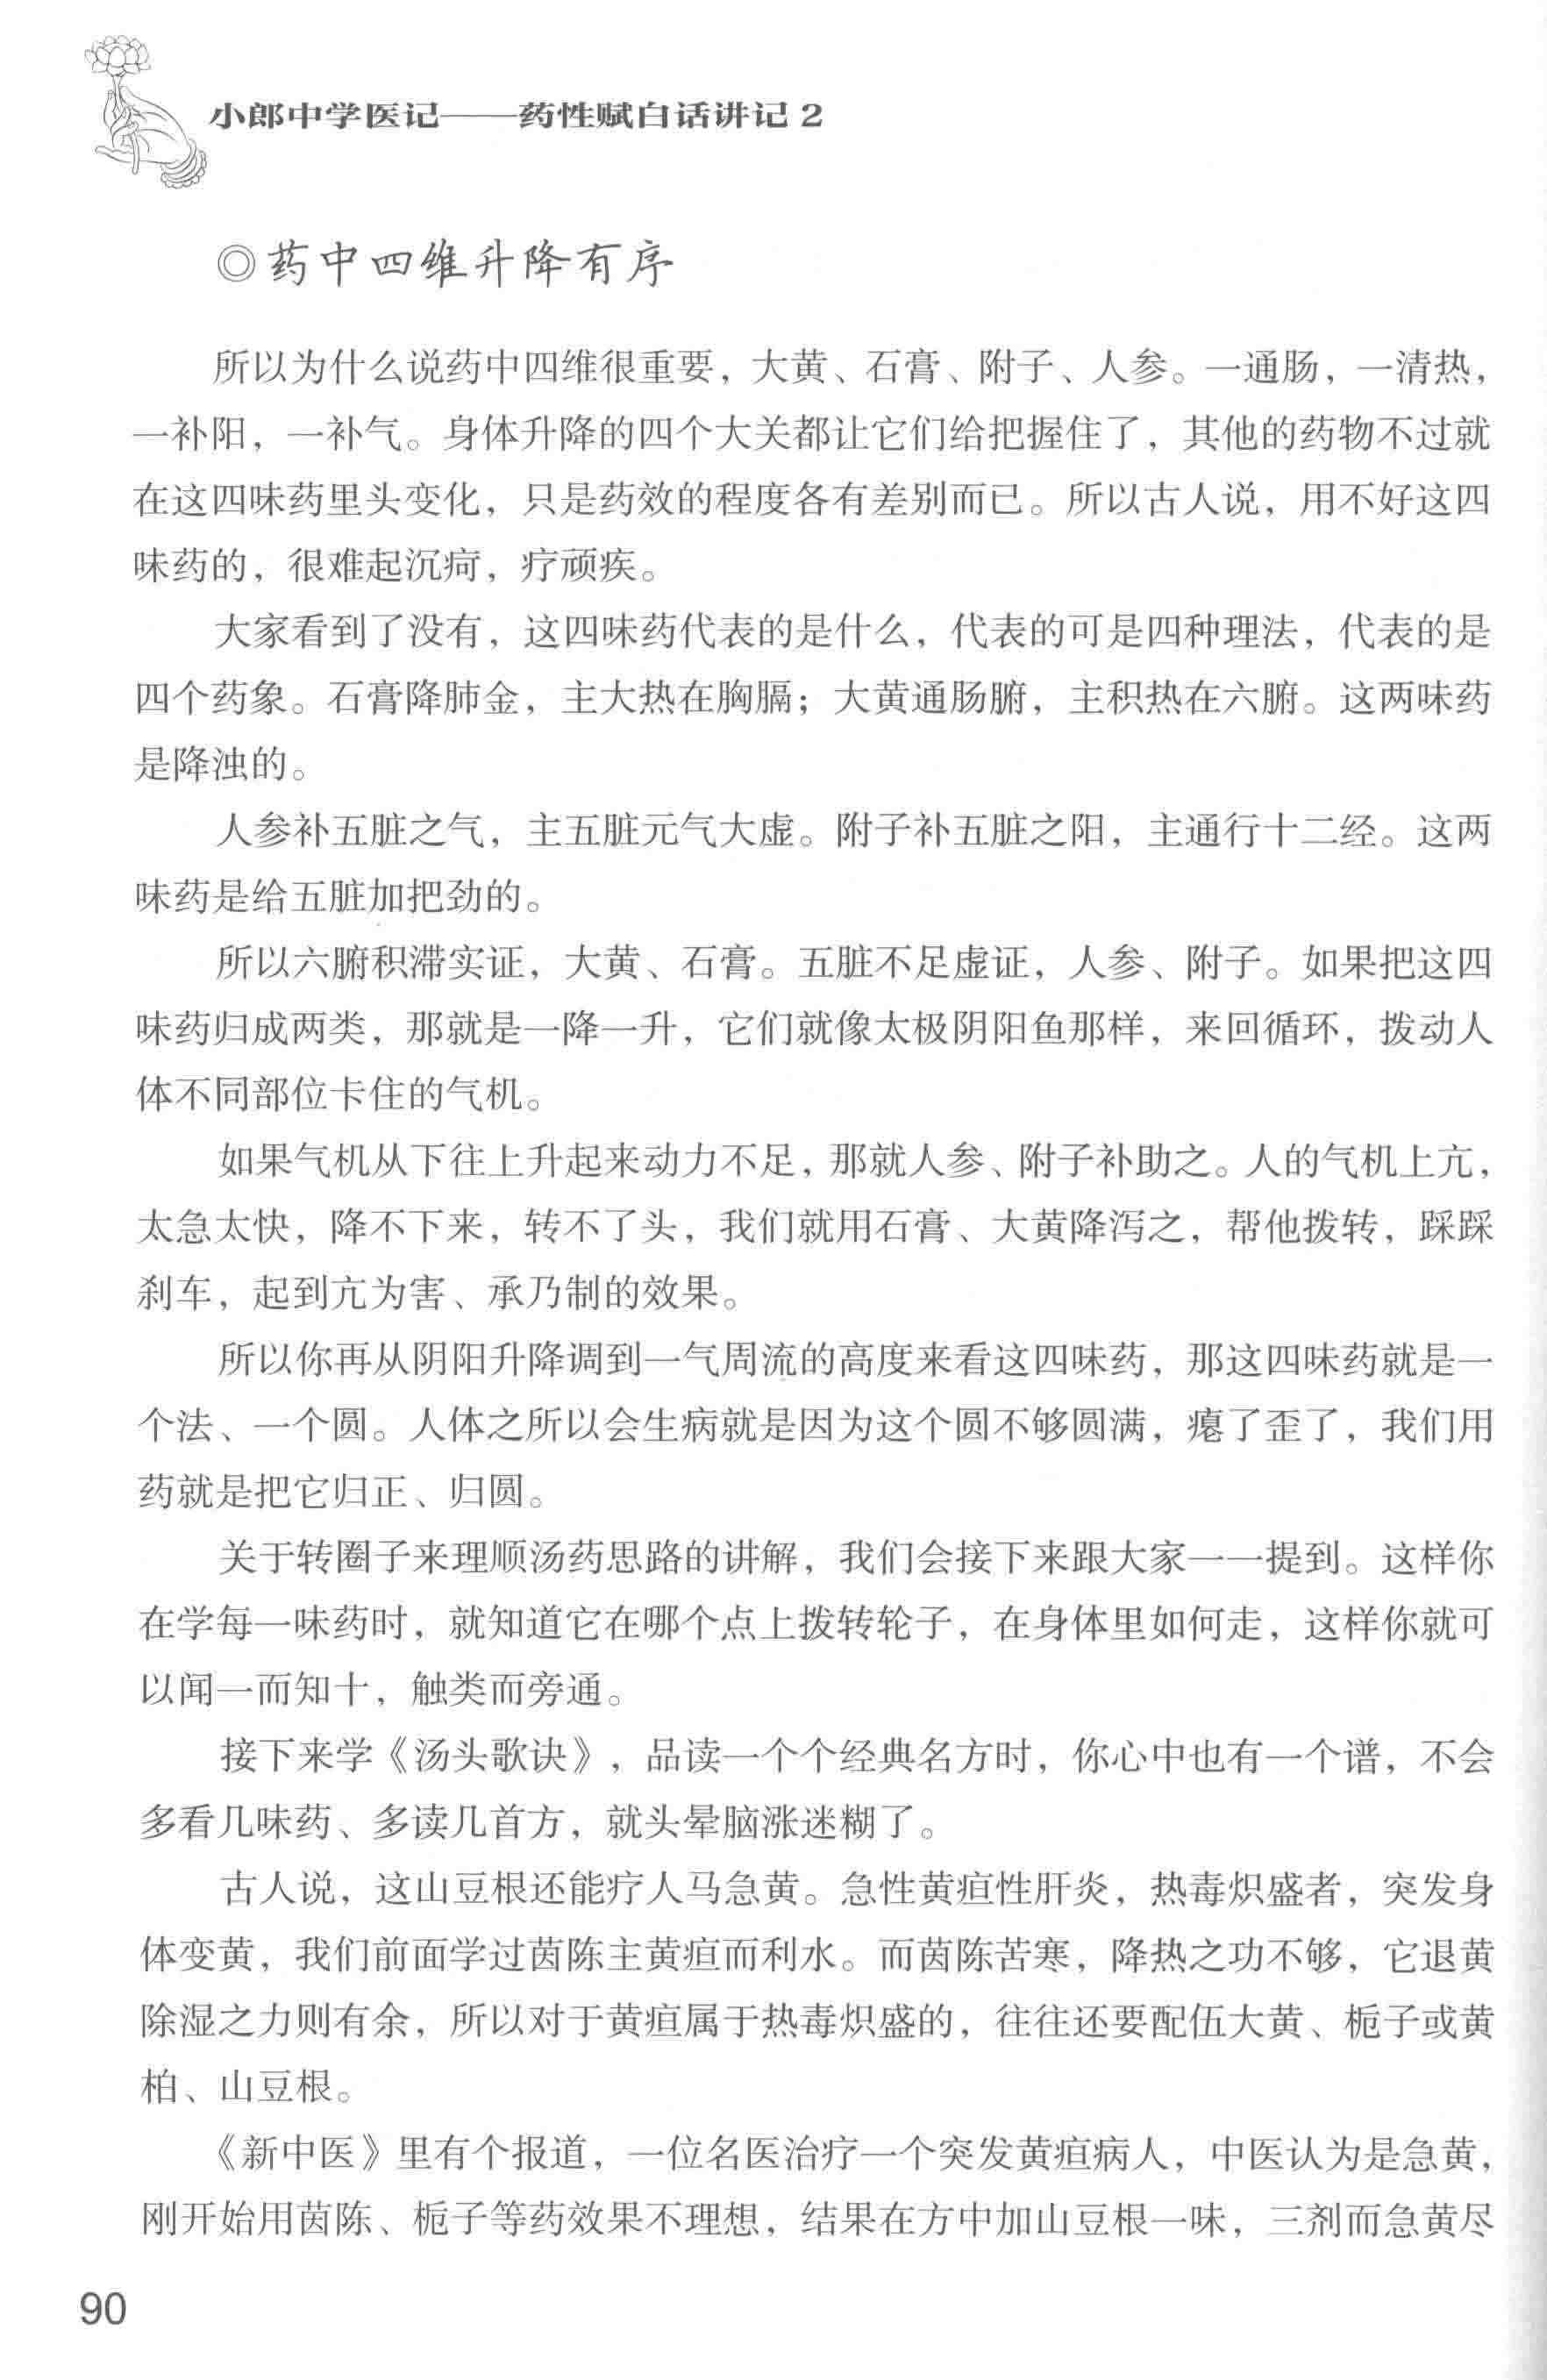 小郎中学医记——药性赋白话讲记2
◎药中四维升降有序
所以为什么说药中四维很重要，大黄、石膏、附子、人参。一通肠，一清热，
一补阳，一补气。身体升降的四个大关都让它们给把握住了，其他的药物不过就
在这四味药里头变化，只是药效的程度各有差别而已。所以古人说，用不好这四
味药的，很难起沉疴，疗顽疾。
大家看到了没有，这四味药代表的是什么，代表的可是四种理法，代表的是
四个药象。石膏降肺金，主大热在胸膈；大黄通肠腑，主积热在六腑。这两味药
是降浊的。
人参补五脏之气，主五脏元气大虚。附子补五脏之阳，主通行十二经。这两
味药是给五脏加把劲的。
所以六腑积滞实证，大黄、石膏。五脏不足虚证，人参、附子。如果把这四
味药归成两类，那就是一降一升，它们就像太极阴阳鱼那样，来回循环，拨动人
体不同部位卡住的气机。
如果气机从下往上升起来动力不足，那就人参、附子补助之。人的气机上亢，
太急太快，降不下来，转不了头，我们就用石膏、大黄降泻之，帮他拨转，踩踩
刹车，起到亢为害、承乃制的效果。
所以你再从阴阳升降调到一气周流的高度来看这四味药，那这四味药就是一
个法、一个圆。人体之所以会生病就是因为这个圆不够圆满，瘪了歪了，我们用
药就是把它归正、归圆。
关于转圈子来理顺汤药思路的讲解，我们会接下来跟大家一一提到。这样你
在学每一味药时，就知道它在哪个点上拨转轮子，在身体里如何走，这样你就可
以闻一而知十，触类而旁通。
接下来学《汤头歌诀》，品读一个个经典名方时，你心中也有一个谱，不会
多看几味药、多读几首方，就头晕脑涨迷糊了。
古人说，这山豆根还能疗人马急黄。急性黄疸性肝炎，热毒炽盛者，突发身
体变黄，我们前面学过茵陈主黄疸而利水。而茵陈苦寒，降热之功不够，它退黄
除湿之力则有余，所以对于黄疸属于热毒炽盛的，往往还要配伍大黄、栀子或黄
柏、山豆根。
《新中医》里有个报道，一位名医治疗一个突发黄疸病人，中医认为是急黄，
刚开始用茵陈、栀子等药效果不理想，结果在方中加山豆根一味，三剂而急黄尽
90